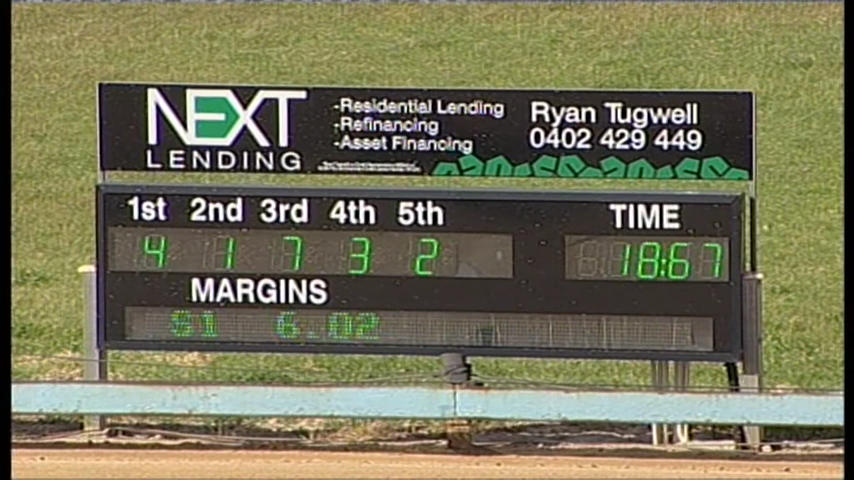 NEXT
LENDING
-Residential Lending
-Refinancing
-Asset Financing
Ryan Tugwell
0402 429 449
1st 2nd 3rd 4th 5th TIME
4 1 7 3 2 18:67
MARGINS
S1 6.02